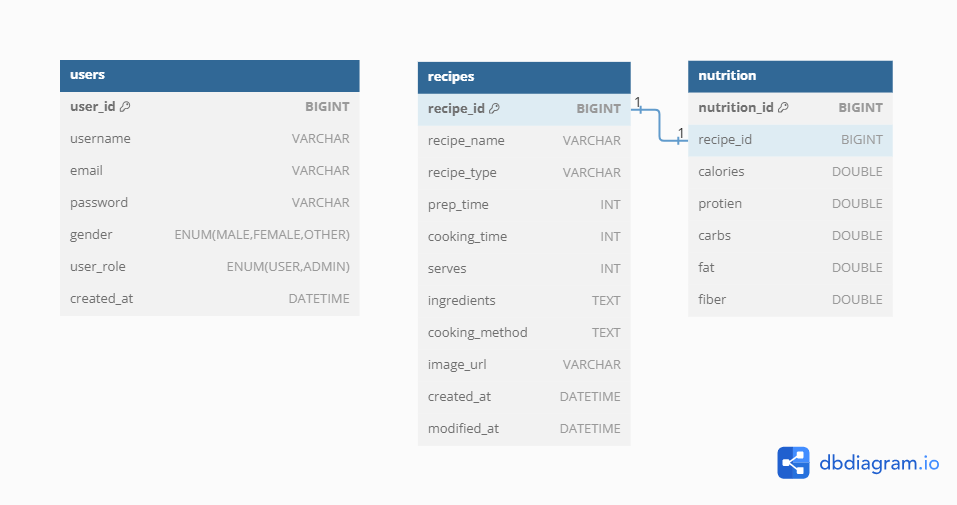 users
user_id BIGINT
username VARCHAR
email VARCHAR
password VARCHAR
gender ENUM(MALE,FEMALE,OTHER)
user_role ENUM(USER,ADMIN)
created_at DATETIME
recipes
recipe_id BIGINT
recipe_name VARCHAR
recipe_type VARCHAR
prep_time INT
cooking_time INT
serves INT
ingredients TEXT
cooking_method TEXT
image_url VARCHAR
created_at DATETIME
modified_at DATETIME
1
1
nutrition
nutrition_id BIGINT
recipe_id BIGINT
calories DOUBLE
protien DOUBLE
carbs DOUBLE
fat DOUBLE
fiber DOUBLE
dbdiagram.io